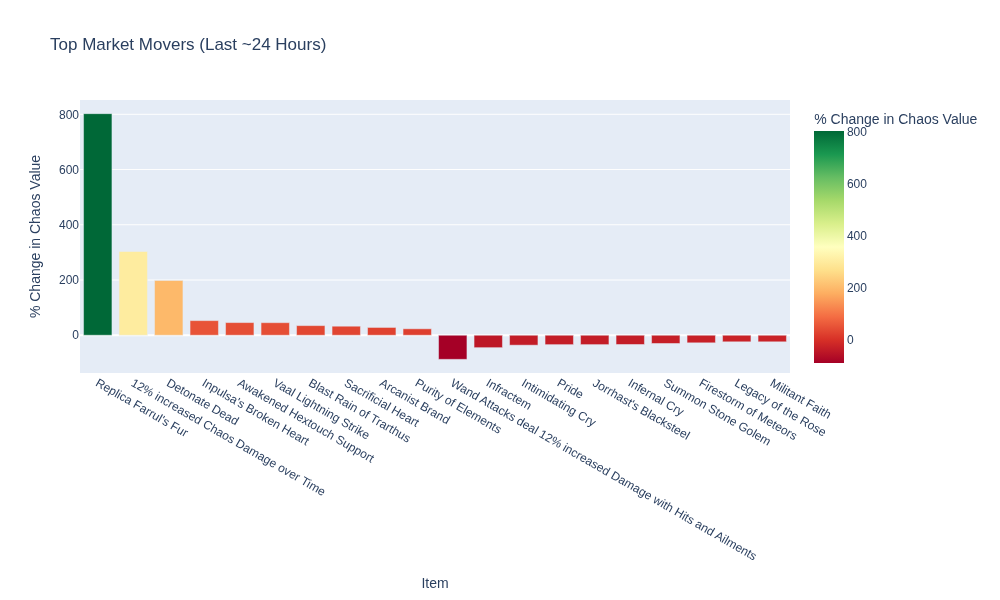 Top Market Movers (Last ~24 Hours)
% Change in Chaos Value
800
600
400
200
0
% Change in Chaos Value
800
600
400
200
0
Replica Farrul's Fur
12% increased Chaos Damage over Time
Detonate Dead
Inpulsa's Broken Heart
Awakened Hextouch Support
Vaal Lightning Strike
Blast Rain of Trarthus
Sacrificial Heart
Arcanist Brand
Purity of Elements
Wand Attacks deal 12% increased Damage with Hits and Ailments
Infractem
Intimidating Cry
Pride
Jorrhast's Blacksteel
Infernal Cry
Summon Stone Golem
Firestorm of Meteors
Legacy of the Rose
Militant Faith
Item